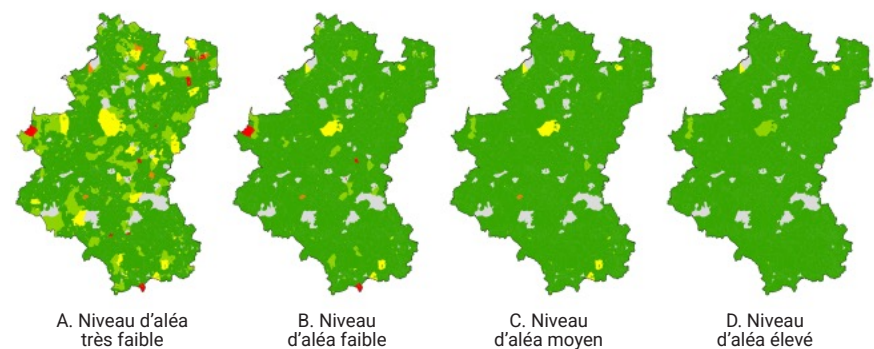 A. Niveau d'aléa
très faible
B. Niveau
d'aléa faible
C. Niveau
d'aléa moyen
D. Niveau
d'aléa élevé